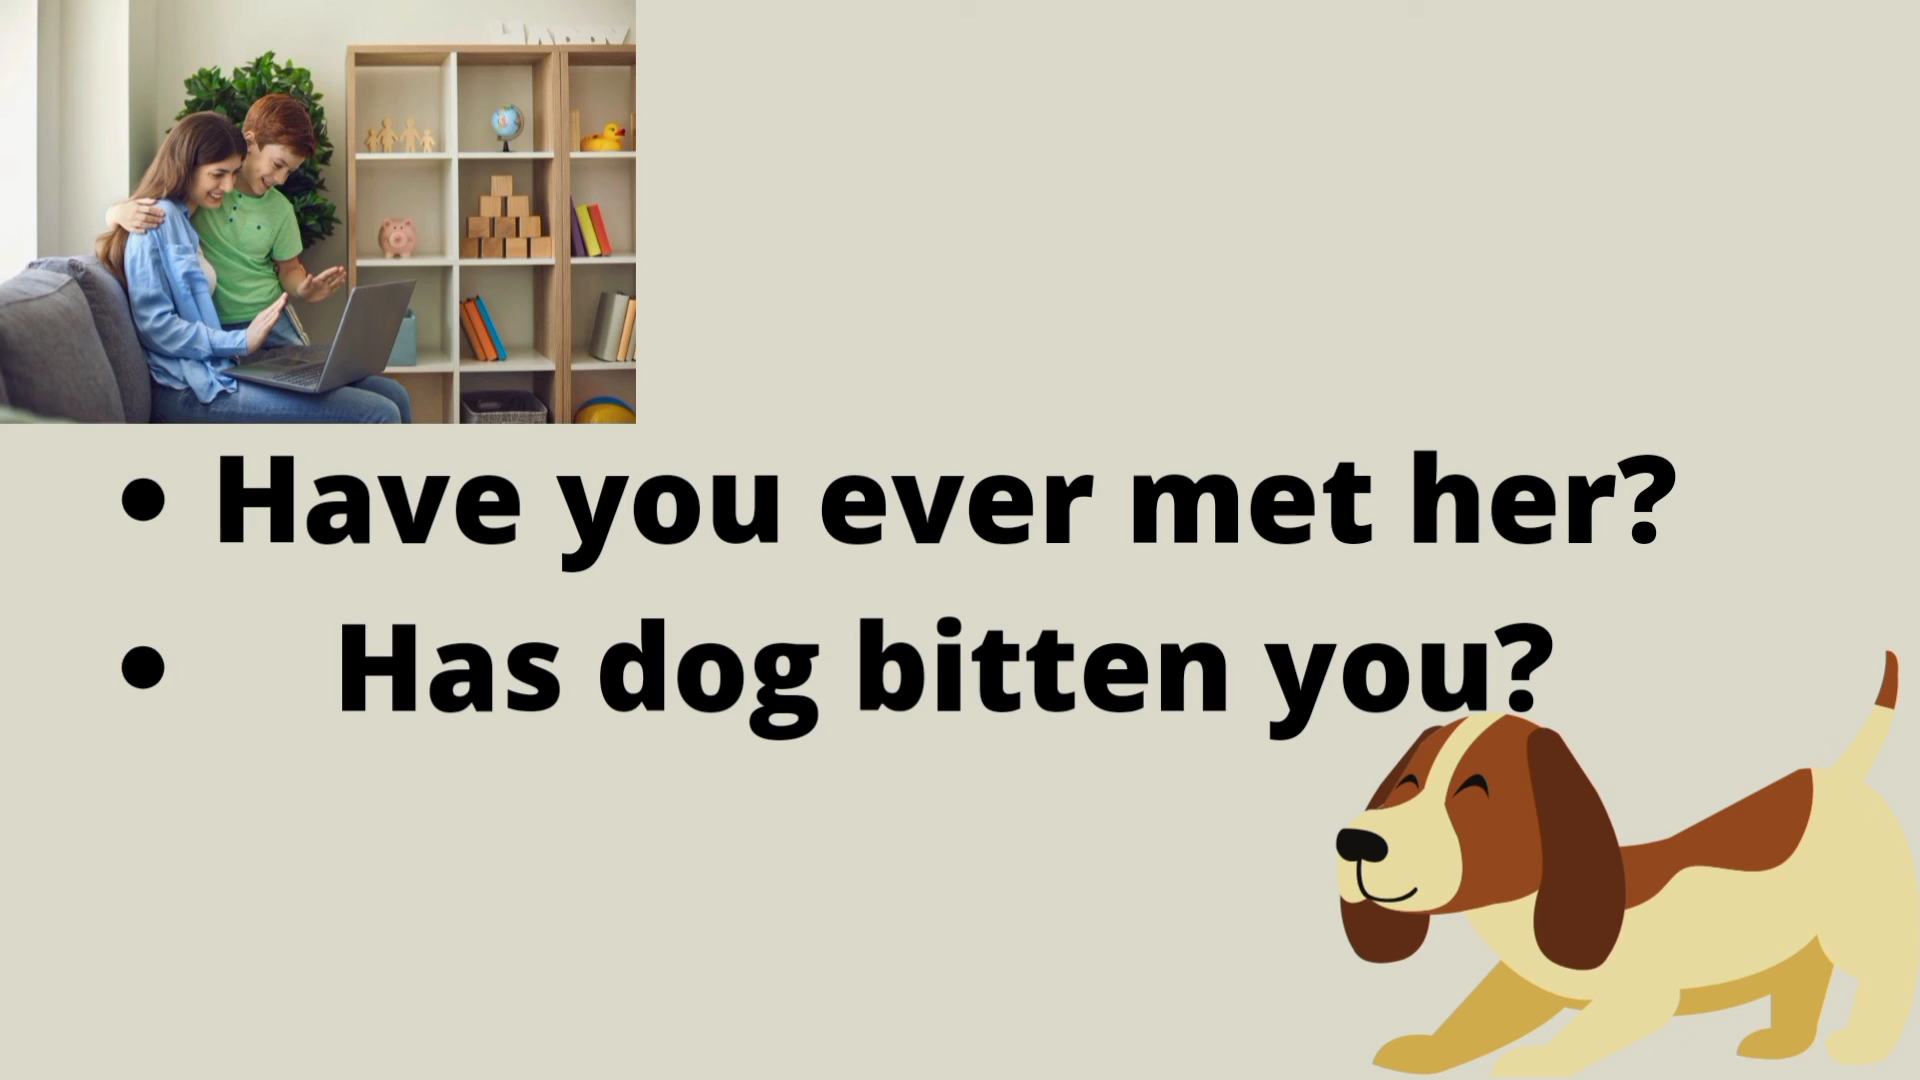 • Have you ever met her?
• Has dog bitten you?